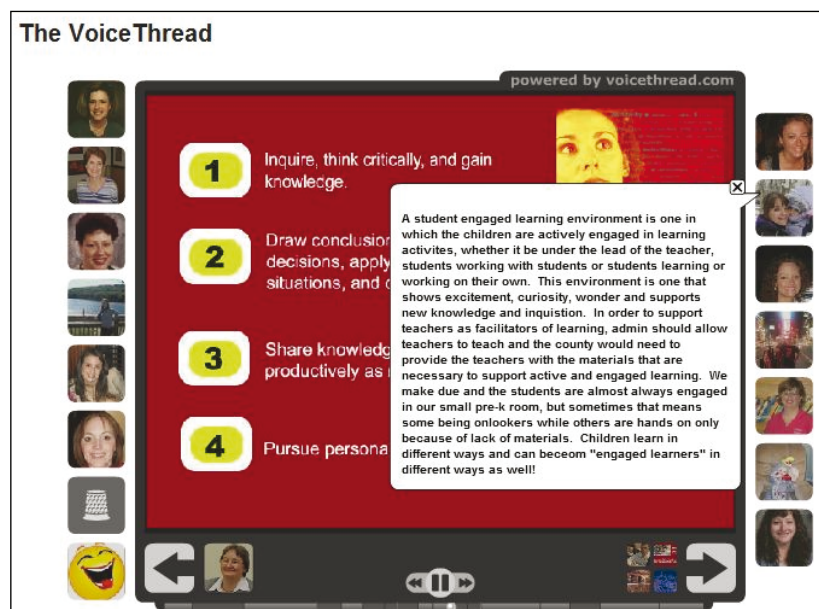 The VoiceThread
powered by voicethread.com
1
Inquire, think critically, and gain
knowledge.
2
Draw
decisions, apply
situations, and
3
Share
productively as
4
Pursue
A student engaged learning environment is one in
which the children are actively engaged in learning
activites, whether it be under the lead of the teacher,
students working with students or students learning or
working on their own. This environment is one that
shows excitement, curiosity, wonder and supports
new knowledge and inquistion. In order to support
teachers as facilitators of learning, admin should allow
teachers to teach and the county would need to
provide the teachers with the materials that are
necessary to support active and engaged learning. We
make due and the students are almost always engaged
in our small pre-k room, but sometimes that means
some being onlookers while others are hands on only
because of lack of materials. Children learn in
different ways and can beceom "engaged learners" in
different ways as well!